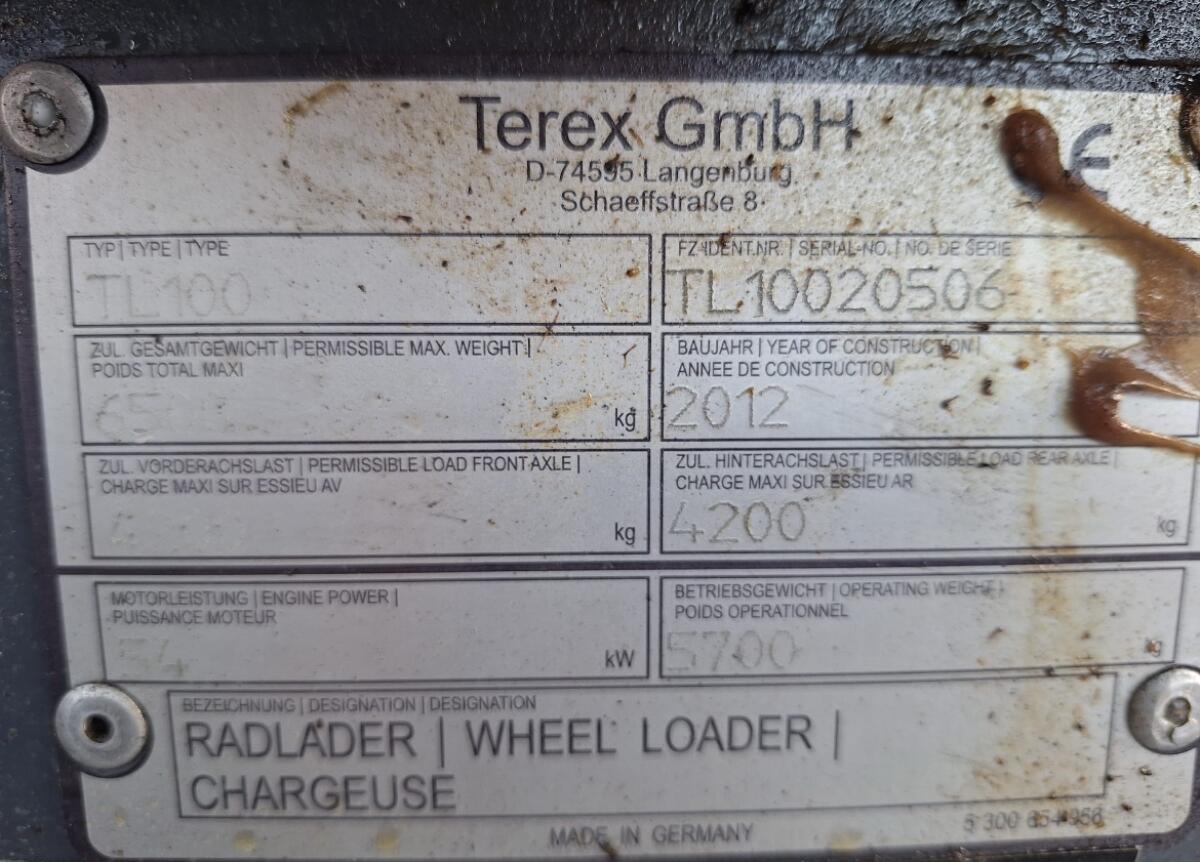 Terex GmbH
CE
D-74595 Langenburg
Schaeffstraße 8
TYP | TYPE | TYPE
TL100
FZ-IDENT.NR. | SERIAL-NO. | NO. DE SERIE
TL10020506
ZUL. GESAMTGEWICHT | PERMISSIBLE MAX. WEIGHT |
POIDS TOTAL MAXI
kg
BAUJAHR | YEAR OF CONSTRUCTION |
ANNEE DE CONSTRUCTION
2012
ZUL. VORDERACHSLAST | PERMISSIBLE LOAD FRONT AXLE |
CHARGE MAXI SUR ESSIEU AV
kg
ZUL. HINTERACHSLAST | PERMISSIBLE LOAD REAR AXLE |
CHARGE MAXI SUR ESSIEU AR
4200 kg
MOTORLEISTUNG | ENGINE POWER |
PUISSANCE MOTEUR
54 kW
BETRIEBSGEWICHT | OPERATING WEIGHT |
POIDS OPERATIONNEL
5700 kg
BEZEICHNUNG | DESIGNATION | DESIGNATION
RADLADER | WHEEL LOADER |
CHARGEUSE
MADE IN GERMANY